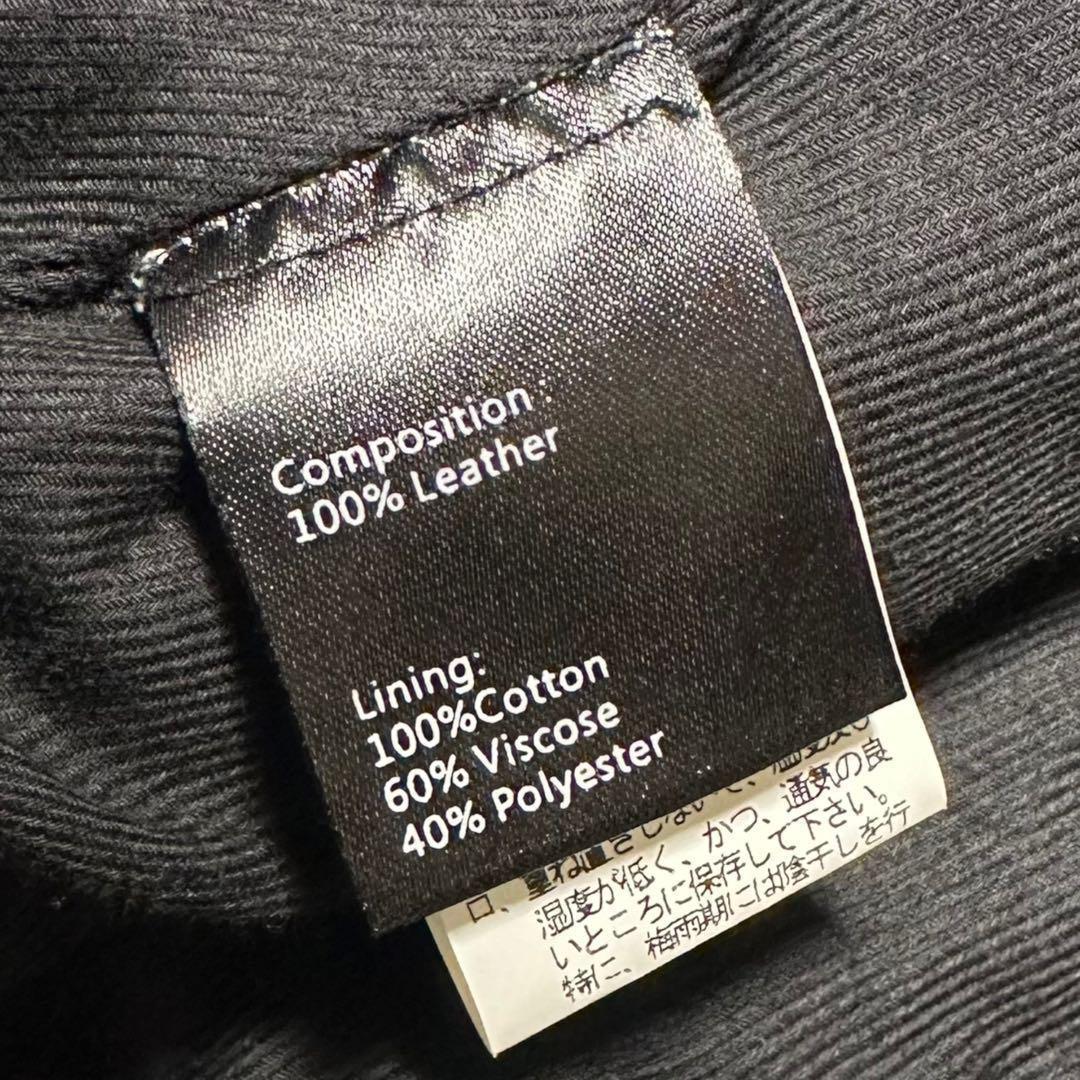 Composition
100% Leather
Lining:
100%Cotton
60% Viscose
40% Polyester
湿度が低く、かつ、通気の良
いところに保存して下さい。
特に、梅雨期にはお陰干しを行